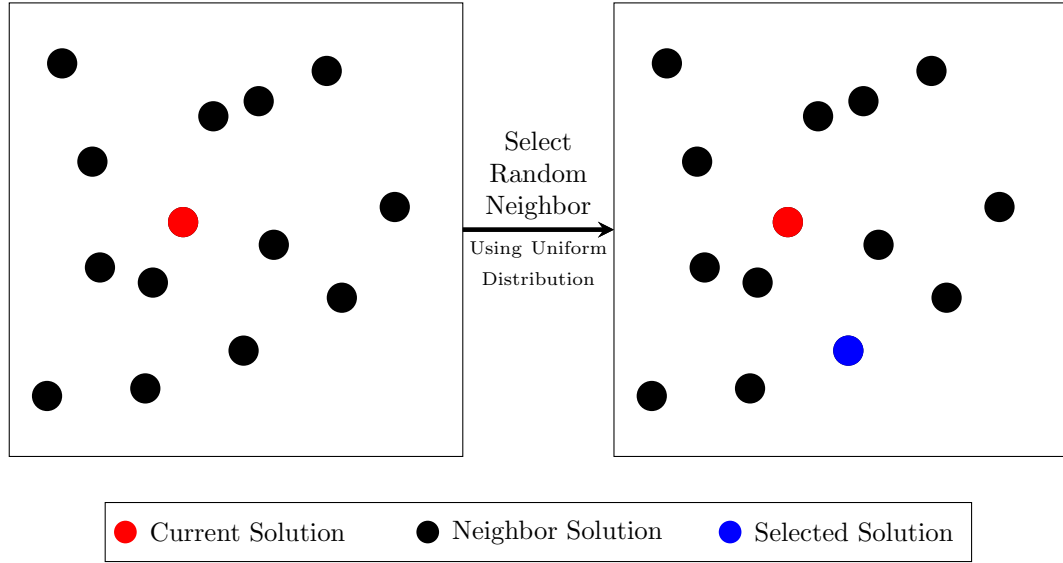 Select
Random
Neighbor
Using Uniform
Distribution
Current Solution
Neighbor Solution
Selected Solution